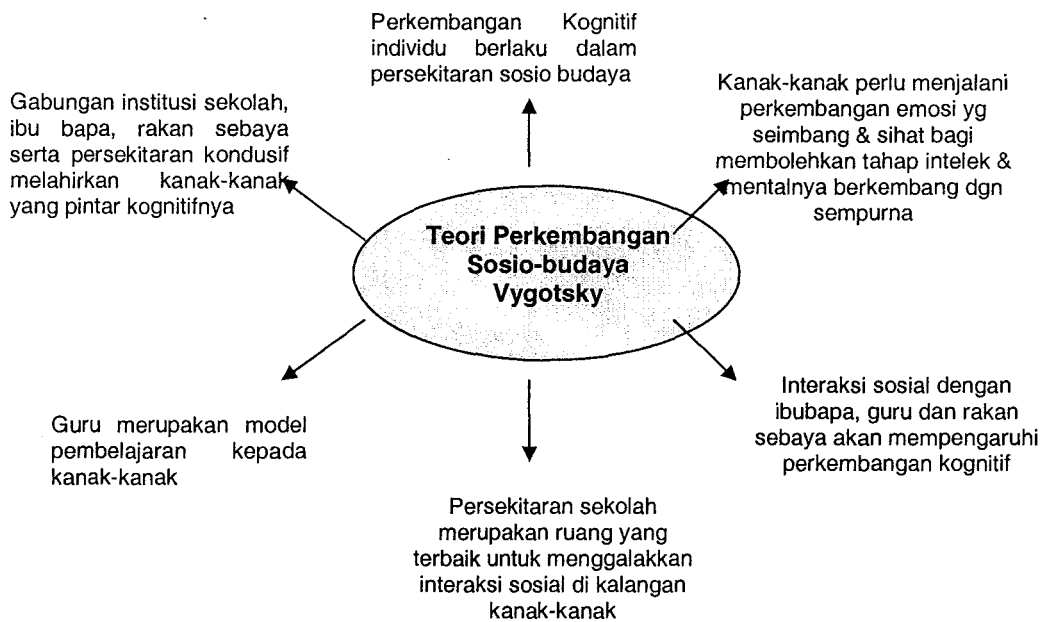 Perkembangan Kognitif
individu berlaku dalam
persekitaran sosio budaya
Kanak-kanak perlu menjalani
perkembangan emosi yg
seimbang & sihat bagi
membolehkan tahap intelek &
mentalnya berkembang dgn
sempurna
Gabungan institusi sekolah,
ibu bapa, rakan sebaya
serta persekitaran kondusif
melahirkan kanak-kanak
yang pintar kognitifnya
Teori Perkembangan
Sosio-budaya
Vygotsky
Interaksi sosial dengan
ibubapa, guru dan rakan
sebaya akan mempengaruhi
perkembangan kognitif
Guru merupakan model
pembelajaran kepada
kanak-kanak
Persekitaran sekolah
merupakan ruang yang
terbaik untuk menggalakkan
interaksi sosial di kalangan
kanak-kanak